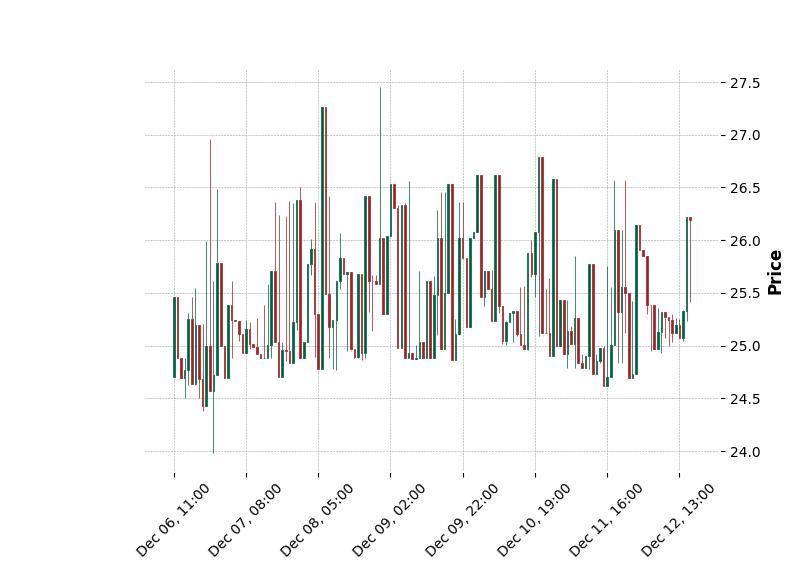 27.5
27.0
26.5
26.0
25.5
25.0
24.5
24.0
Price
Dec 06, 11:00
Dec 07, 08:00
Dec 08, 05:00
Dec 09, 02:00
Dec 09, 22:00
Dec 10, 19:00
Dec 11, 16:00
Dec 12, 13:00